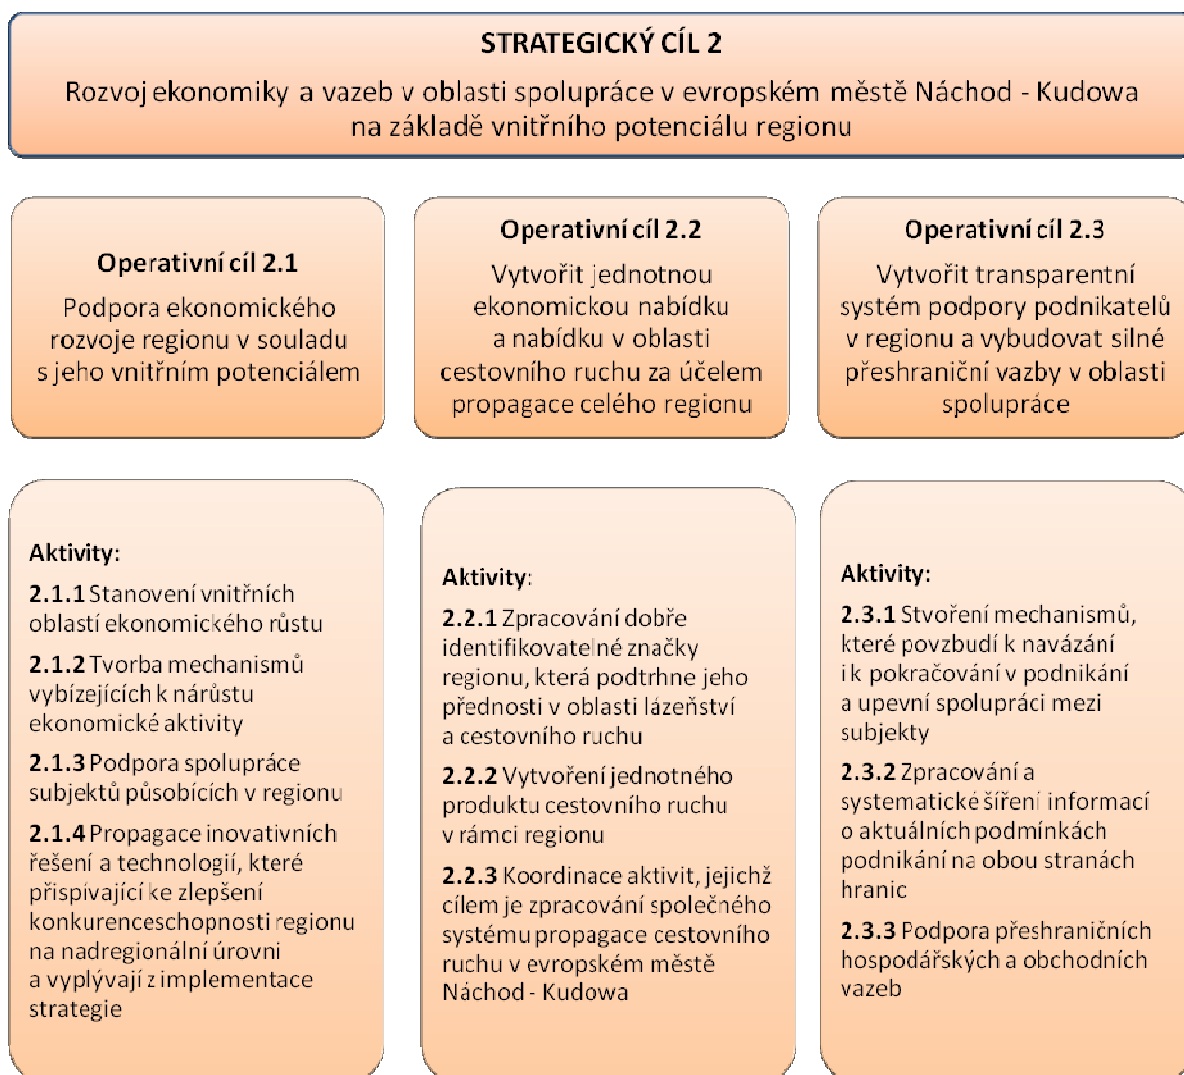 STRATEGICKÝ CÍL 2
Rozvoj ekonomiky a vazeb v oblasti spolupráce v evropském městě Náchod - Kudowa
na základě vnitřního potenciálu regionu
Operativní cíl 2.1
Podpora ekonomického
rozvoje regionu v souladu
s jeho vnitřním potenciálem
Operativní cíl 2.2
Vytvořit jednotnou
ekonomickou nabídku
a nabídku v oblasti
cestovního ruchu za účelem
propagace celého regionu
Operativní cíl 2.3
Vytvořit transparentní
systém podpory podnikatelů
v regionu a vybudovat silné
přeshraniční vazby v oblasti
spolupráce
Aktivity:
2.1.1 Stanovení vnitřních
oblastí ekonomického růstu
2.1.2 Tvorba mechanismů
vybízejících k nárůstu
ekonomické aktivity
2.1.3 Podpora spolupráce
subjektů působících v regionu
2.1.4 Propagace inovativních
řešení a technologií, které
přispívající ke zlepšení
konkurenceschopnosti regionu
na nadregionální úrovni
a vyplývají z implementace
strategie
Aktivity:
2.2.1 Zpracování dobře
identifikovatelné značky
regionu, která podtrhne jeho
přednosti v oblasti lázeňství
a cestovního ruchu
2.2.2 Vytvoření jednotného
produktu cestovního ruchu
v rámci regionu
2.2.3 Koordinace aktivit, jejichž
cílem je zpracování společného
systému propagace cestovního
ruchu v evropském městě
Náchod - Kudowa
Aktivity:
2.3.1 Stvoření mechanismů,
které povzbudí k navázání
i k pokračování v podnikání
a upevní spolupráci mezi
subjekty
2.3.2 Zpracování a
systematické šíření informací
o aktuálních podmínkách
podnikání na obou stranách
hranic
2.3.3 Podpora přeshraničních
hospodářských a obchodních
vazeb